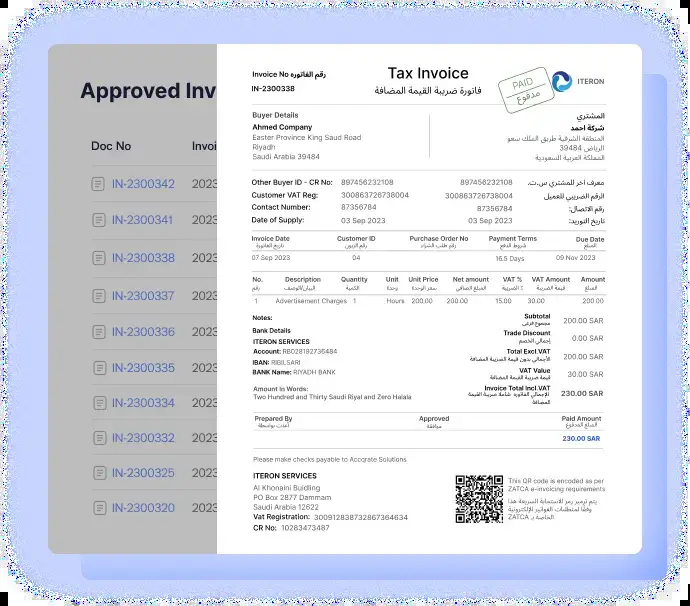 Approved Inv
Doc No Invoi
IN-2300342 2023
IN-2300341 2023
IN-2300338 2023
IN-2300337 2023
IN-2300336 2023
IN-2300335 2023
IN-2300334 2023
IN-2300332 2023
IN-2300325 2023
IN-2300320 2023
Invoice No رقم الفاتوره
IN-2300338
Tax Invoice
فاتورة ضريبة القيمة المضافة
PAID
مدفوع
ITERON
Buyer Details
Ahmed Company
Easter Province King Saud Road
Riyadh
Saudi Arabia 39484
المشتري
شركة احمد
المنطقه الشرقية طريق الملك سعو
الرياض 39484
المملكة العربية السعودية
Other Buyer ID - CR No: 897456232108 897456232108 معرف آخر للمشتري س.ت.
Customer VAT Reg: 300863726738004 300863726738004 الرقم الضريبي للعميل
Contact Number: 87356784 87356784 رقم الاتصال:
Date of Supply: 03 Sep 2023 03 Sep 2023 تاريخ التوريد:
Invoice Date Customer ID Purchase Order No Payment Terms Due Date
تاريخ الفاتورة رقم الزبون رقم طلب الشراء شروط الدفع المبلغ
07 Sep 2023 04 16.5 Days 09 Nov 2023
No. Description Quantity Unit Unit Price Net amount VAT % VAT Amount Amount
رقم البيان/الوصف الكمية وحدة سعر الوحدة المبلغ الصافي الضريبة % قيمة الضريبة المبلغ
1 Advertisement Charges 1 Hours 200.00 200.00 15.00 30.00 200.00
Notes:
Bank Details
ITERON SERVICES
Account: RB028192736484
IBAN: RIBILSARI
BANK Name: RIYADH BANK
Amount In Words:
Two Hundred and Thirty Saudi Riyal and Zero Halala
Subtotal 200.00 SAR
مجموع فرعي
Trade Discount 0.00 SAR
إجمالي الخصم
Total Excl.VAT 200.00 SAR
الأجمالي بدون قيمة الضريبة المضافة
VAT Value 30.00 SAR
قيمة ضريبة القيمة المضافة
Invoice Total Incl.VAT 230.00 SAR
الإجمالي الفاتوره شاملا ضريبة القيمة
المضافة
Prepared By Approved Paid Amount
أعدت بواسطة موافقة المبلغ المدفوع
230.00 SAR
Please make checks payable to Accqrate Solutions
ITERON SERVICES
Al Khonaini Buidling
PO Box 2877 Dammam
Saudi Arabia 12622
Vat Registration: 300912838732867364634
CR No: 10283473487
This QR code is encoded as per
ZATCA e-invoicing requirements
يتم ترميز رمز الاستجابة السريعة هذا
وفقًا لمتطلبات الفواتير الإلكترونية
الخاصة بـ ZATCA